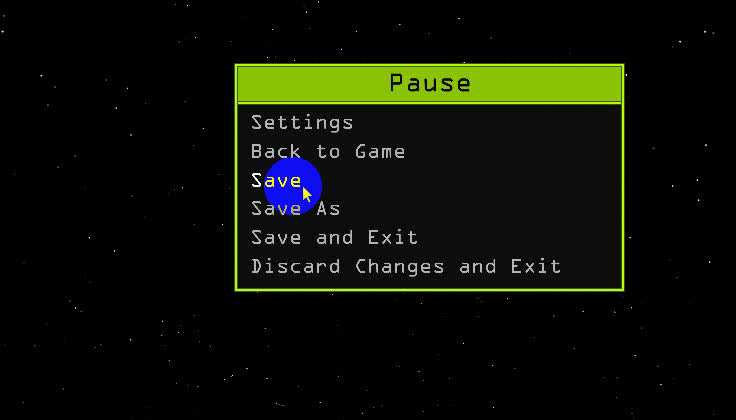 Pause
Settings
Back to Game
Save
Save As
Save and Exit
Discard Changes and Exit